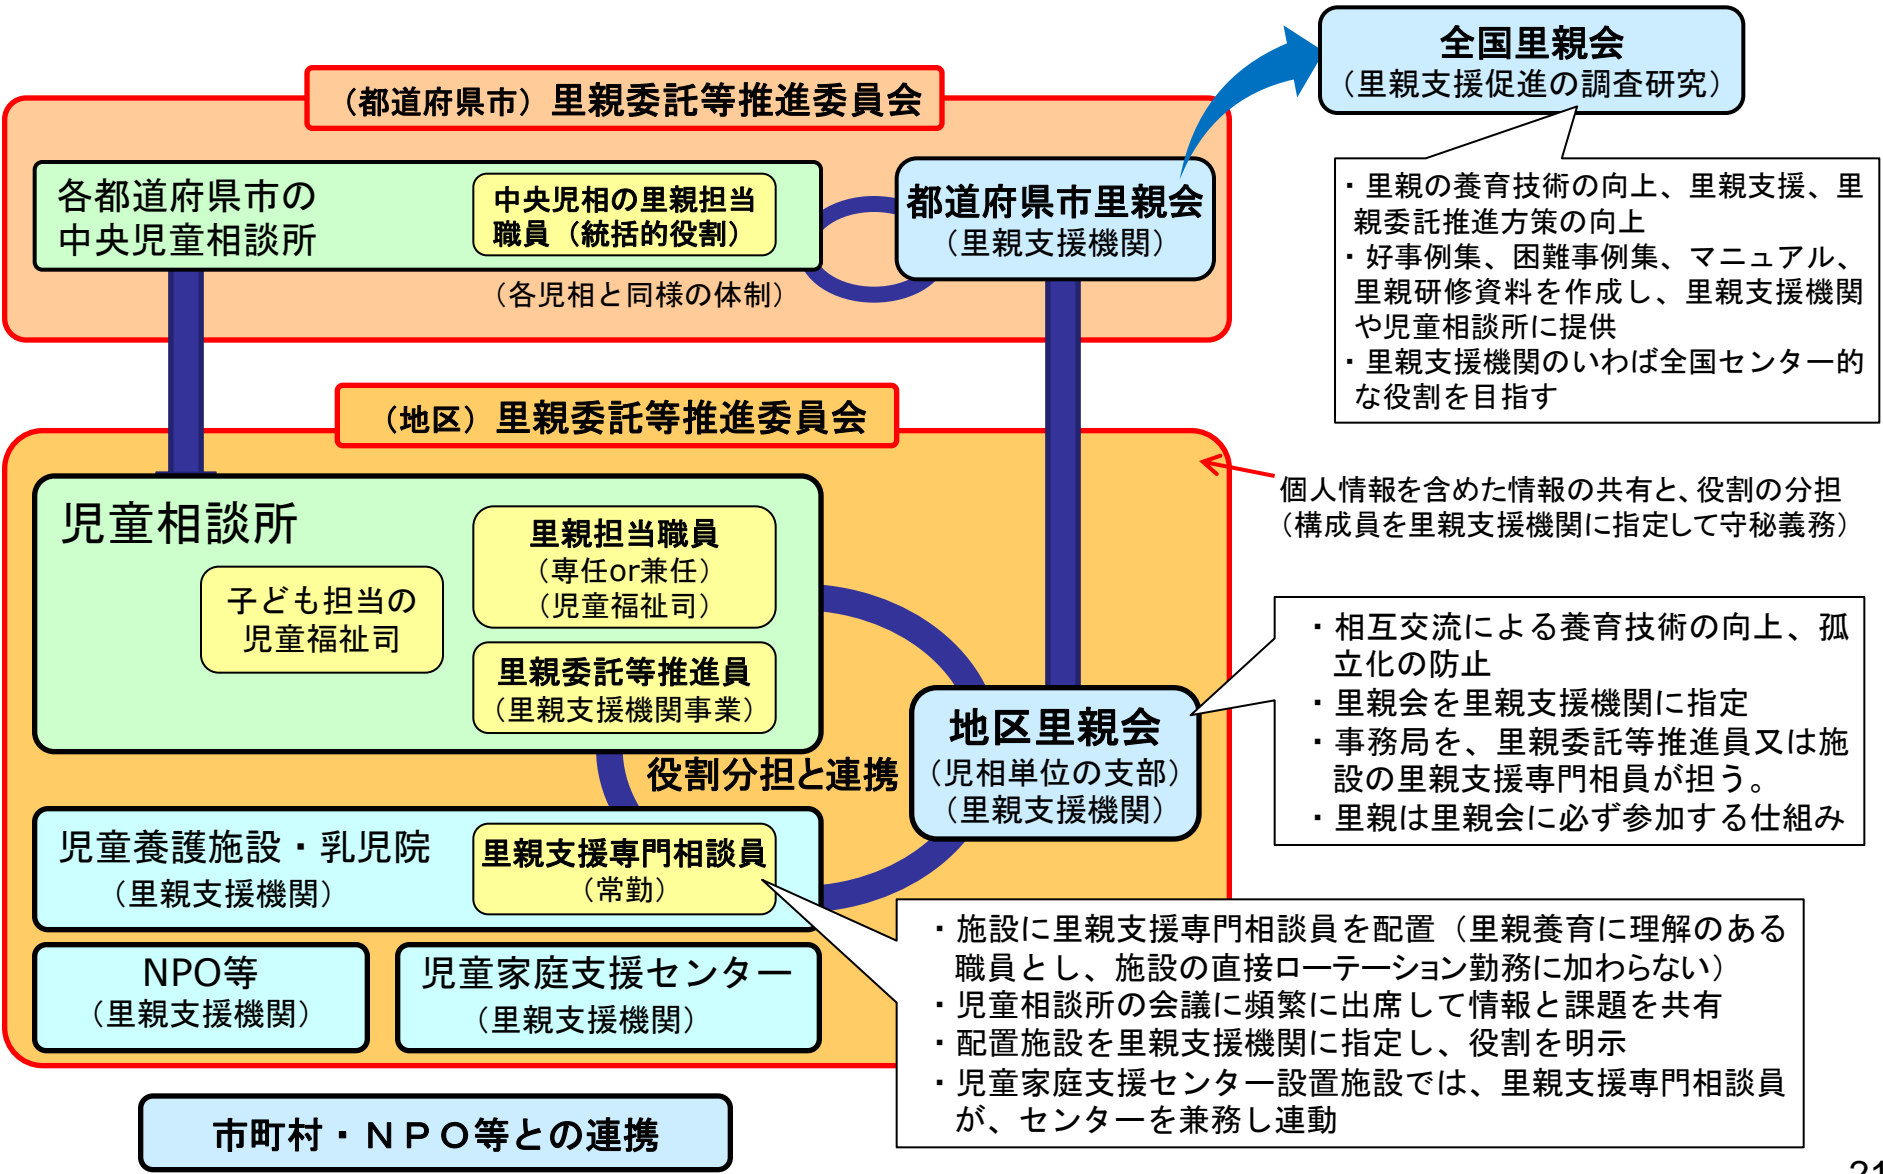 全国里親会
（里親支援促進の調査研究）
（都道府県市）里親委託等推進委員会
各都道府県市の
中央児童相談所
中央児相の里親担当
職員（統括的役割）
都道府県市里親会
（里親支援機関）
（各児相と同様の体制）
・里親の養育技術の向上、里親支援、里
親委託推進方策の向上
・好事例集、困難事例集、マニュアル、
里親研修資料を作成し、里親支援機関
や児童相談所に提供
・里親支援機関のいわば全国センター的
な役割を目指す
（地区）里親委託等推進委員会
個人情報を含めた情報の共有と、役割の分担
（構成員を里親支援機関に指定して守秘義務）
児童相談所
子ども担当の
児童福祉司
里親担当職員
（専任or兼任）
（児童福祉司）
里親委託等推進員
（里親支援機関事業）
役割分担と連携
地区里親会
（児相単位の支部）
（里親支援機関）
・相互交流による養育技術の向上、孤
立化の防止
・里親会を里親支援機関に指定
・事務局を、里親委託等推進員又は施
設の里親支援専門相員が担う。
・里親は里親会に必ず参加する仕組み
児童養護施設・乳児院
（里親支援機関）
里親支援専門相談員
（常勤）
NPO等
（里親支援機関）
児童家庭支援センター
（里親支援機関）
・施設に里親支援専門相談員を配置（里親養育に理解のある
職員とし、施設の直接ローテーション勤務に加わらない）
・児童相談所の会議に頻繁に出席して情報と課題を共有
・配置施設を里親支援機関に指定し、役割を明示
・児童家庭支援センター設置施設では、里親支援専門相談員
が、センターを兼務し連動
市町村・ＮＰＯ等との連携
21